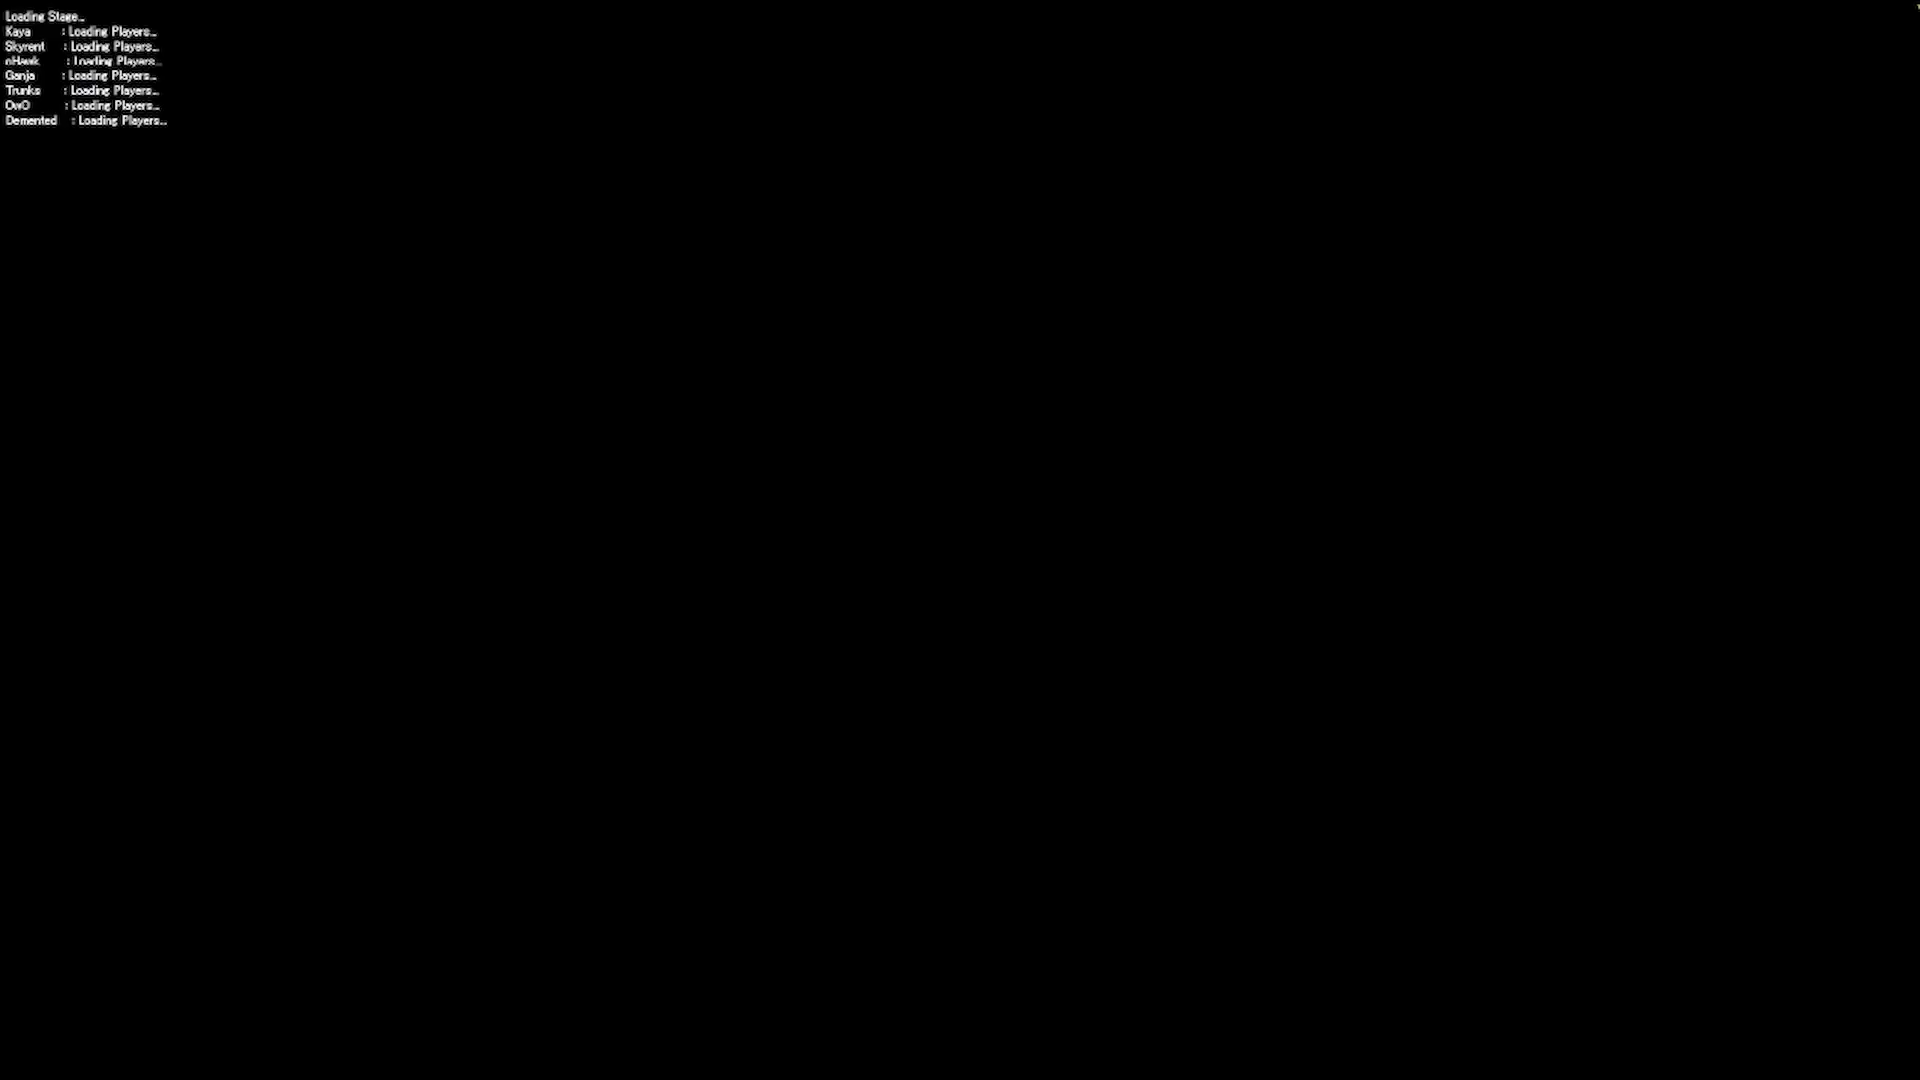 Loading Stage...
Kaya : Loading Players...
Skyrent : Loading Players...
nHawk : Loading Players...
Ganja : Loading Players...
Trunks : Loading Players...
OwO : Loading Players...
Demented : Loading Players...